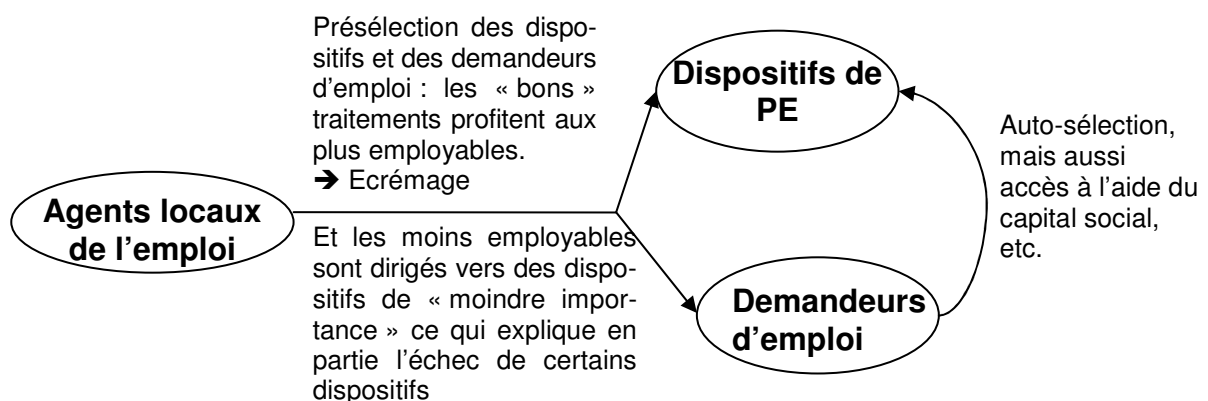 Présélection des dispo-
sitifs et des demandeurs
d’emploi : les « bons »
traitements profitent aux
plus employables.
➔ Ecrémage
Agents locaux
de l’emploi
Et les moins employables
sont dirigés vers des dispo-
sitifs de « moindre impor-
tance » ce qui explique en
partie l’échec de certains
dispositifs
Dispositifs de
PE
Demandeurs
d’emploi
Auto-sélection,
mais aussi
accès à l’aide du
capital social,
etc.